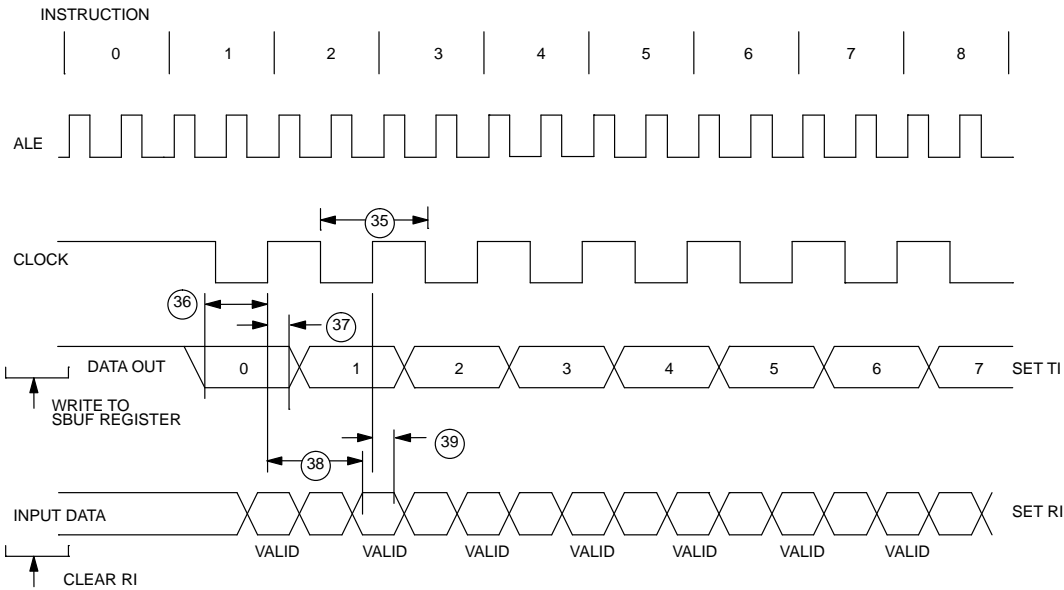 INSTRUCTION
0 1 2 3 4 5 6 7 8
ALE
35
CLOCK
36
37
DATA OUT 0 1 2 3 4 5 6 7 SET TI
WRITE TO
SBUF REGISTER
39
38
INPUT DATA SET RI
VALID VALID VALID VALID VALID VALID VALID
CLEAR RI